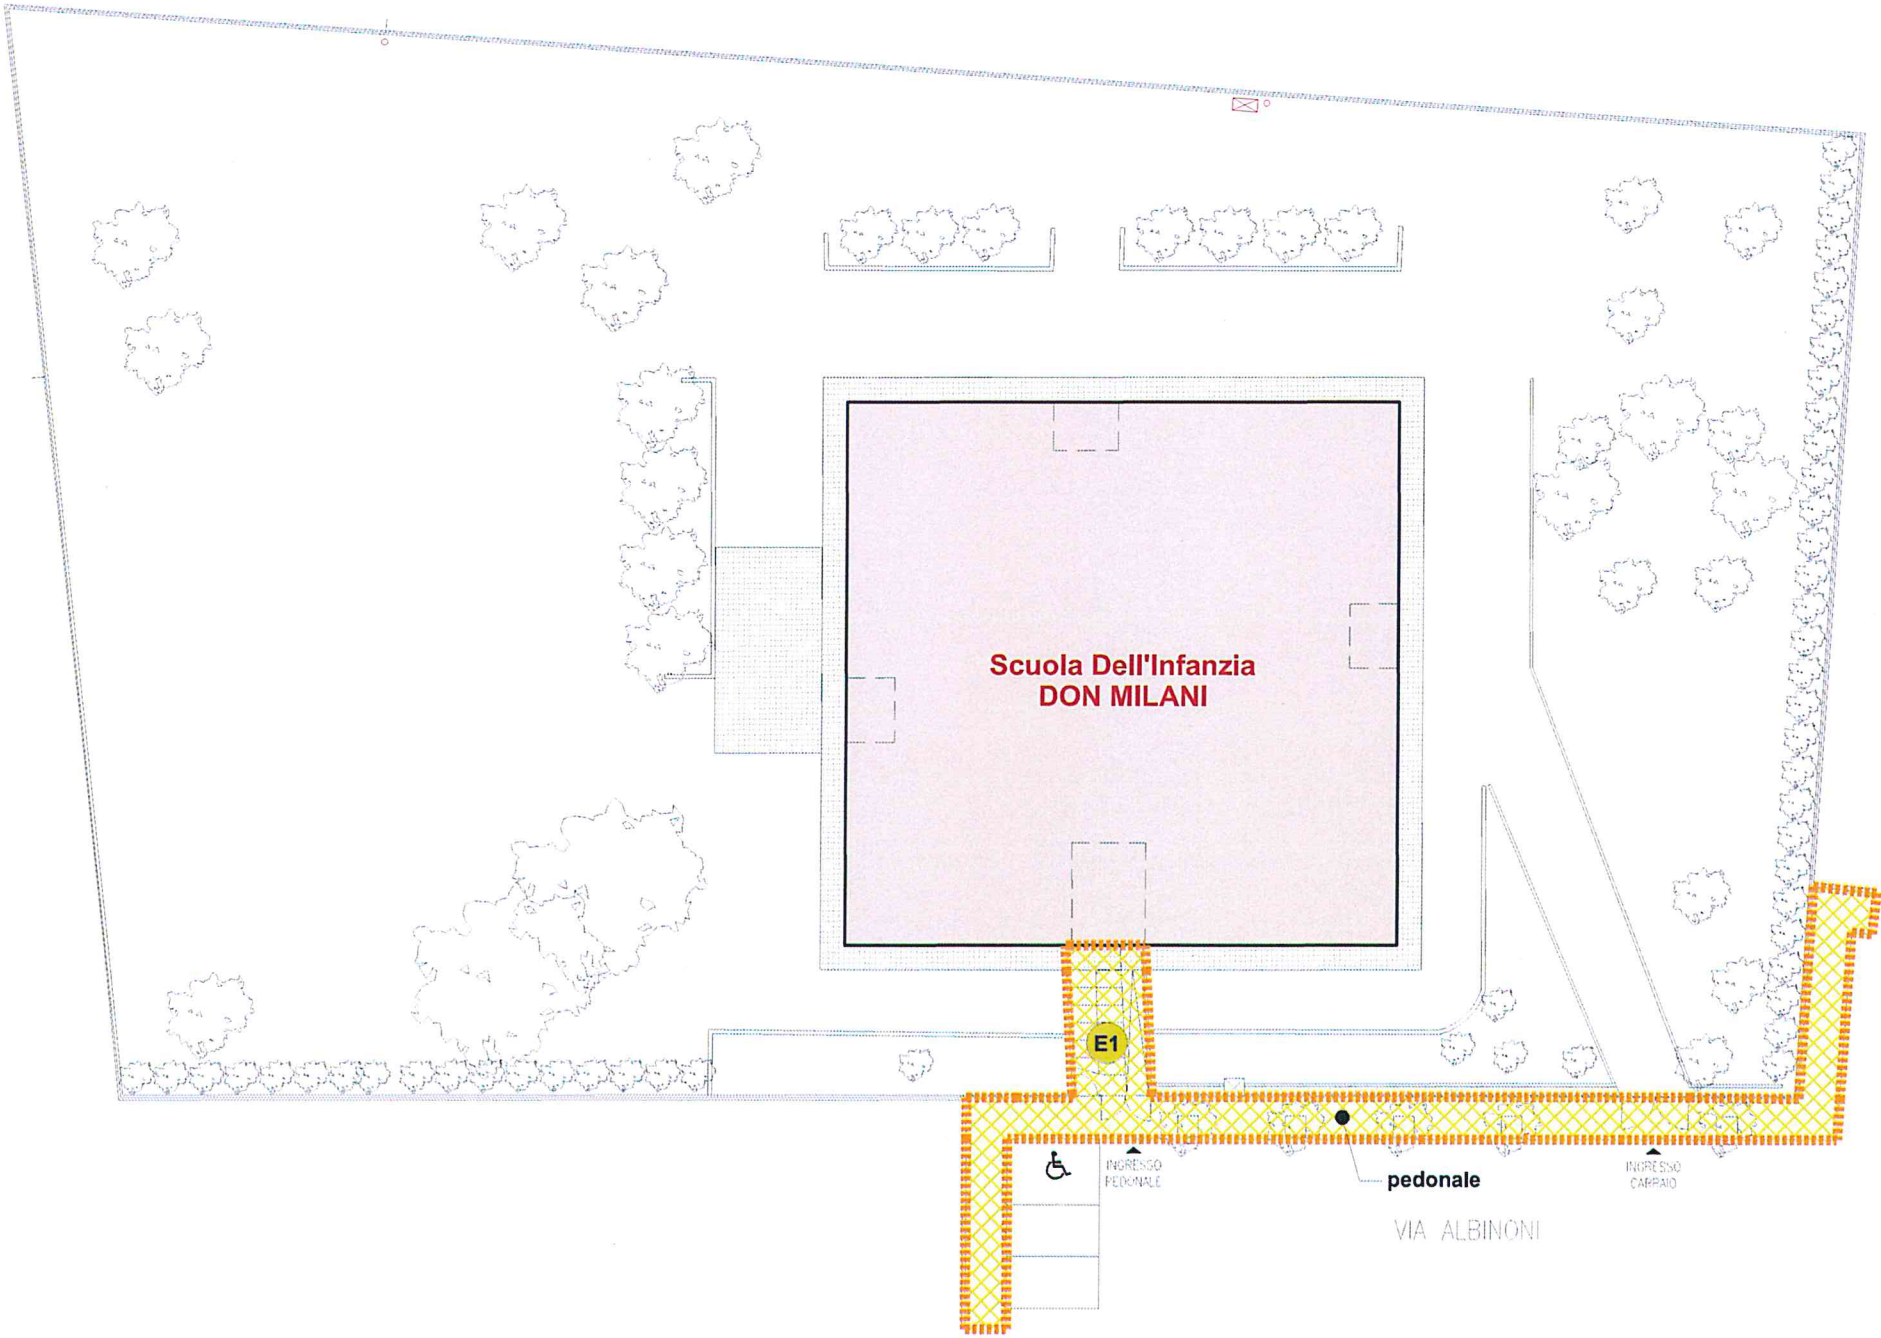 Scuola Dell'Infanzia
DON MILANI
E1
INGRESSO
PEDONALE
pedonale
INGRESSO
CARRAIO
VIA ALBINONI